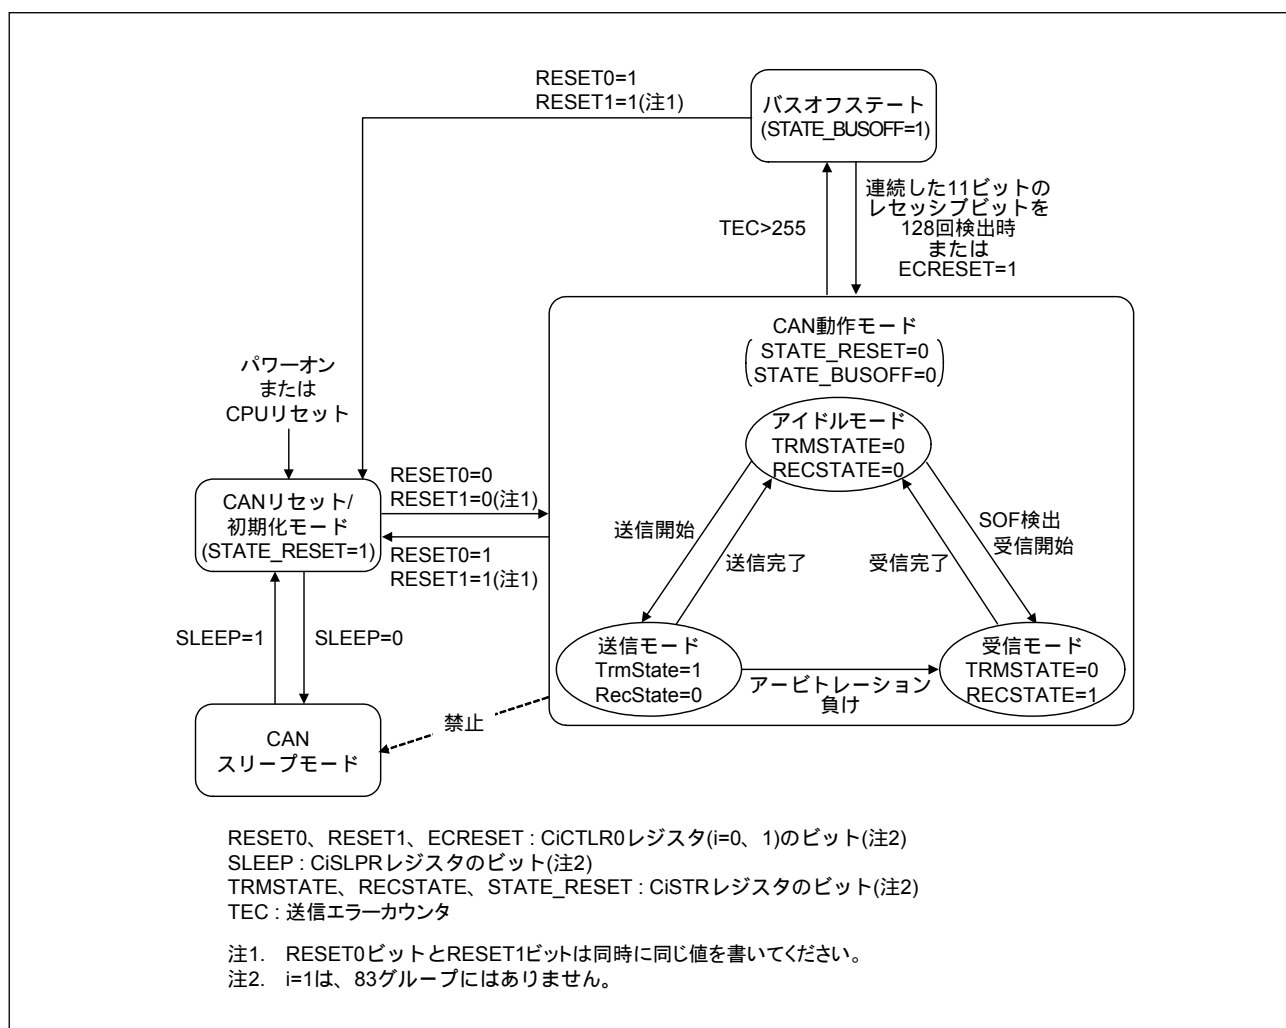 RESET0=1
RESET1=1(注1)
バスオフステート
(STATE_BUSOFF=1)
TEC>255
連続した11ビットの
レセッシブビットを
128回検出時
または
ECRESET=1
CAN動作モード
STATE_RESET=0
STATE_BUSOFF=0
パワーオン
または
CPUリセット
アイドルモード
TRMSTATE=0
RECSTATE=0
CANリセット/
初期化モード
(STATE_RESET=1)
RESET0=0
RESET1=0(注1)
RESET0=1
RESET1=1(注1)
送信開始
送信完了
受信完了
SOF検出
受信開始
SLEEP=1
SLEEP=0
送信モード
TrmState=1
RecState=0
アービトレーション
負け
受信モード
TRMSTATE=0
RECSTATE=1
禁止
CAN
スリープモード
RESET0、RESET1、ECRESET : CiCTLR0レジスタ(i=0、1)のビット(注2)
SLEEP : CiSLPRレジスタのビット(注2)
TRMSTATE、RECSTATE、STATE_RESET : CiSTRレジスタのビット(注2)
TEC : 送信エラーカウンタ
注1. RESET0ビットとRESET1ビットは同時に同じ値を書いてください。
注2. i=1は、83グループにはありません。